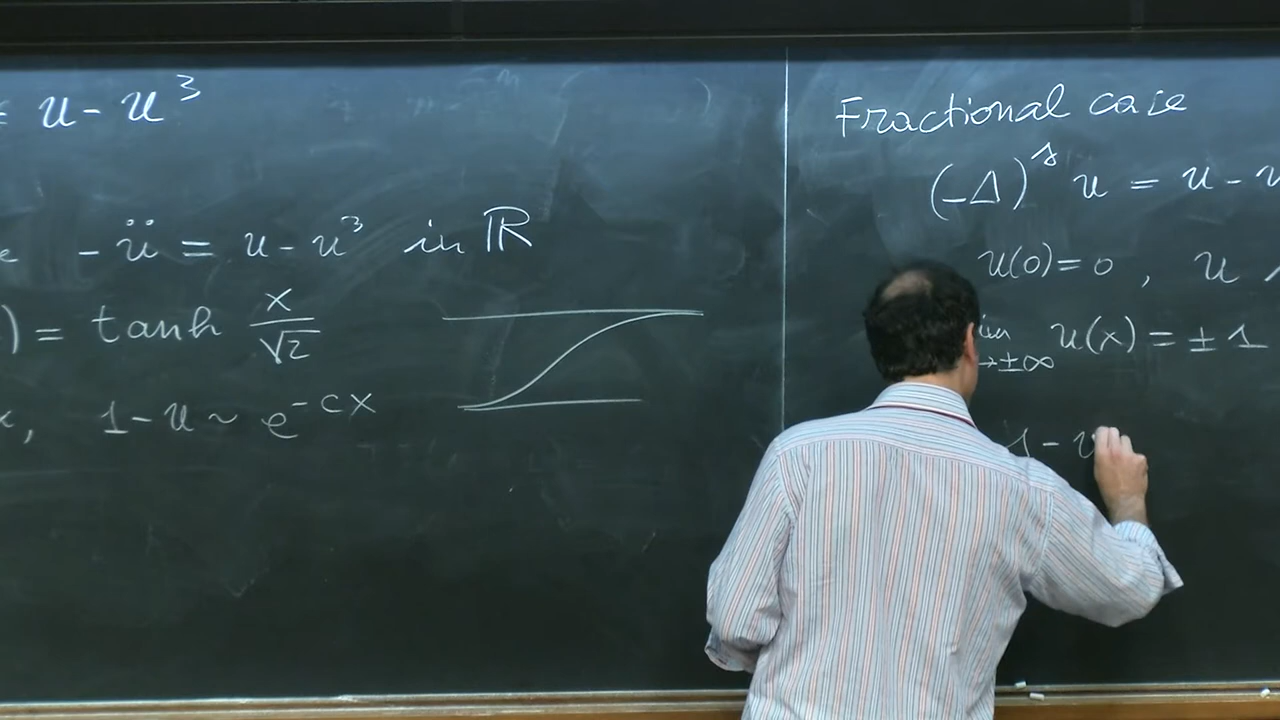 = u - u³
- ü = u - u³ in ℝ
) = tanh x/√2
, 1 - u ~ e^{-cx}
Fractional case
(-Δ)^s u = u -
u(0) = 0 , u
u(x) = ± 1
→±∞
1 -